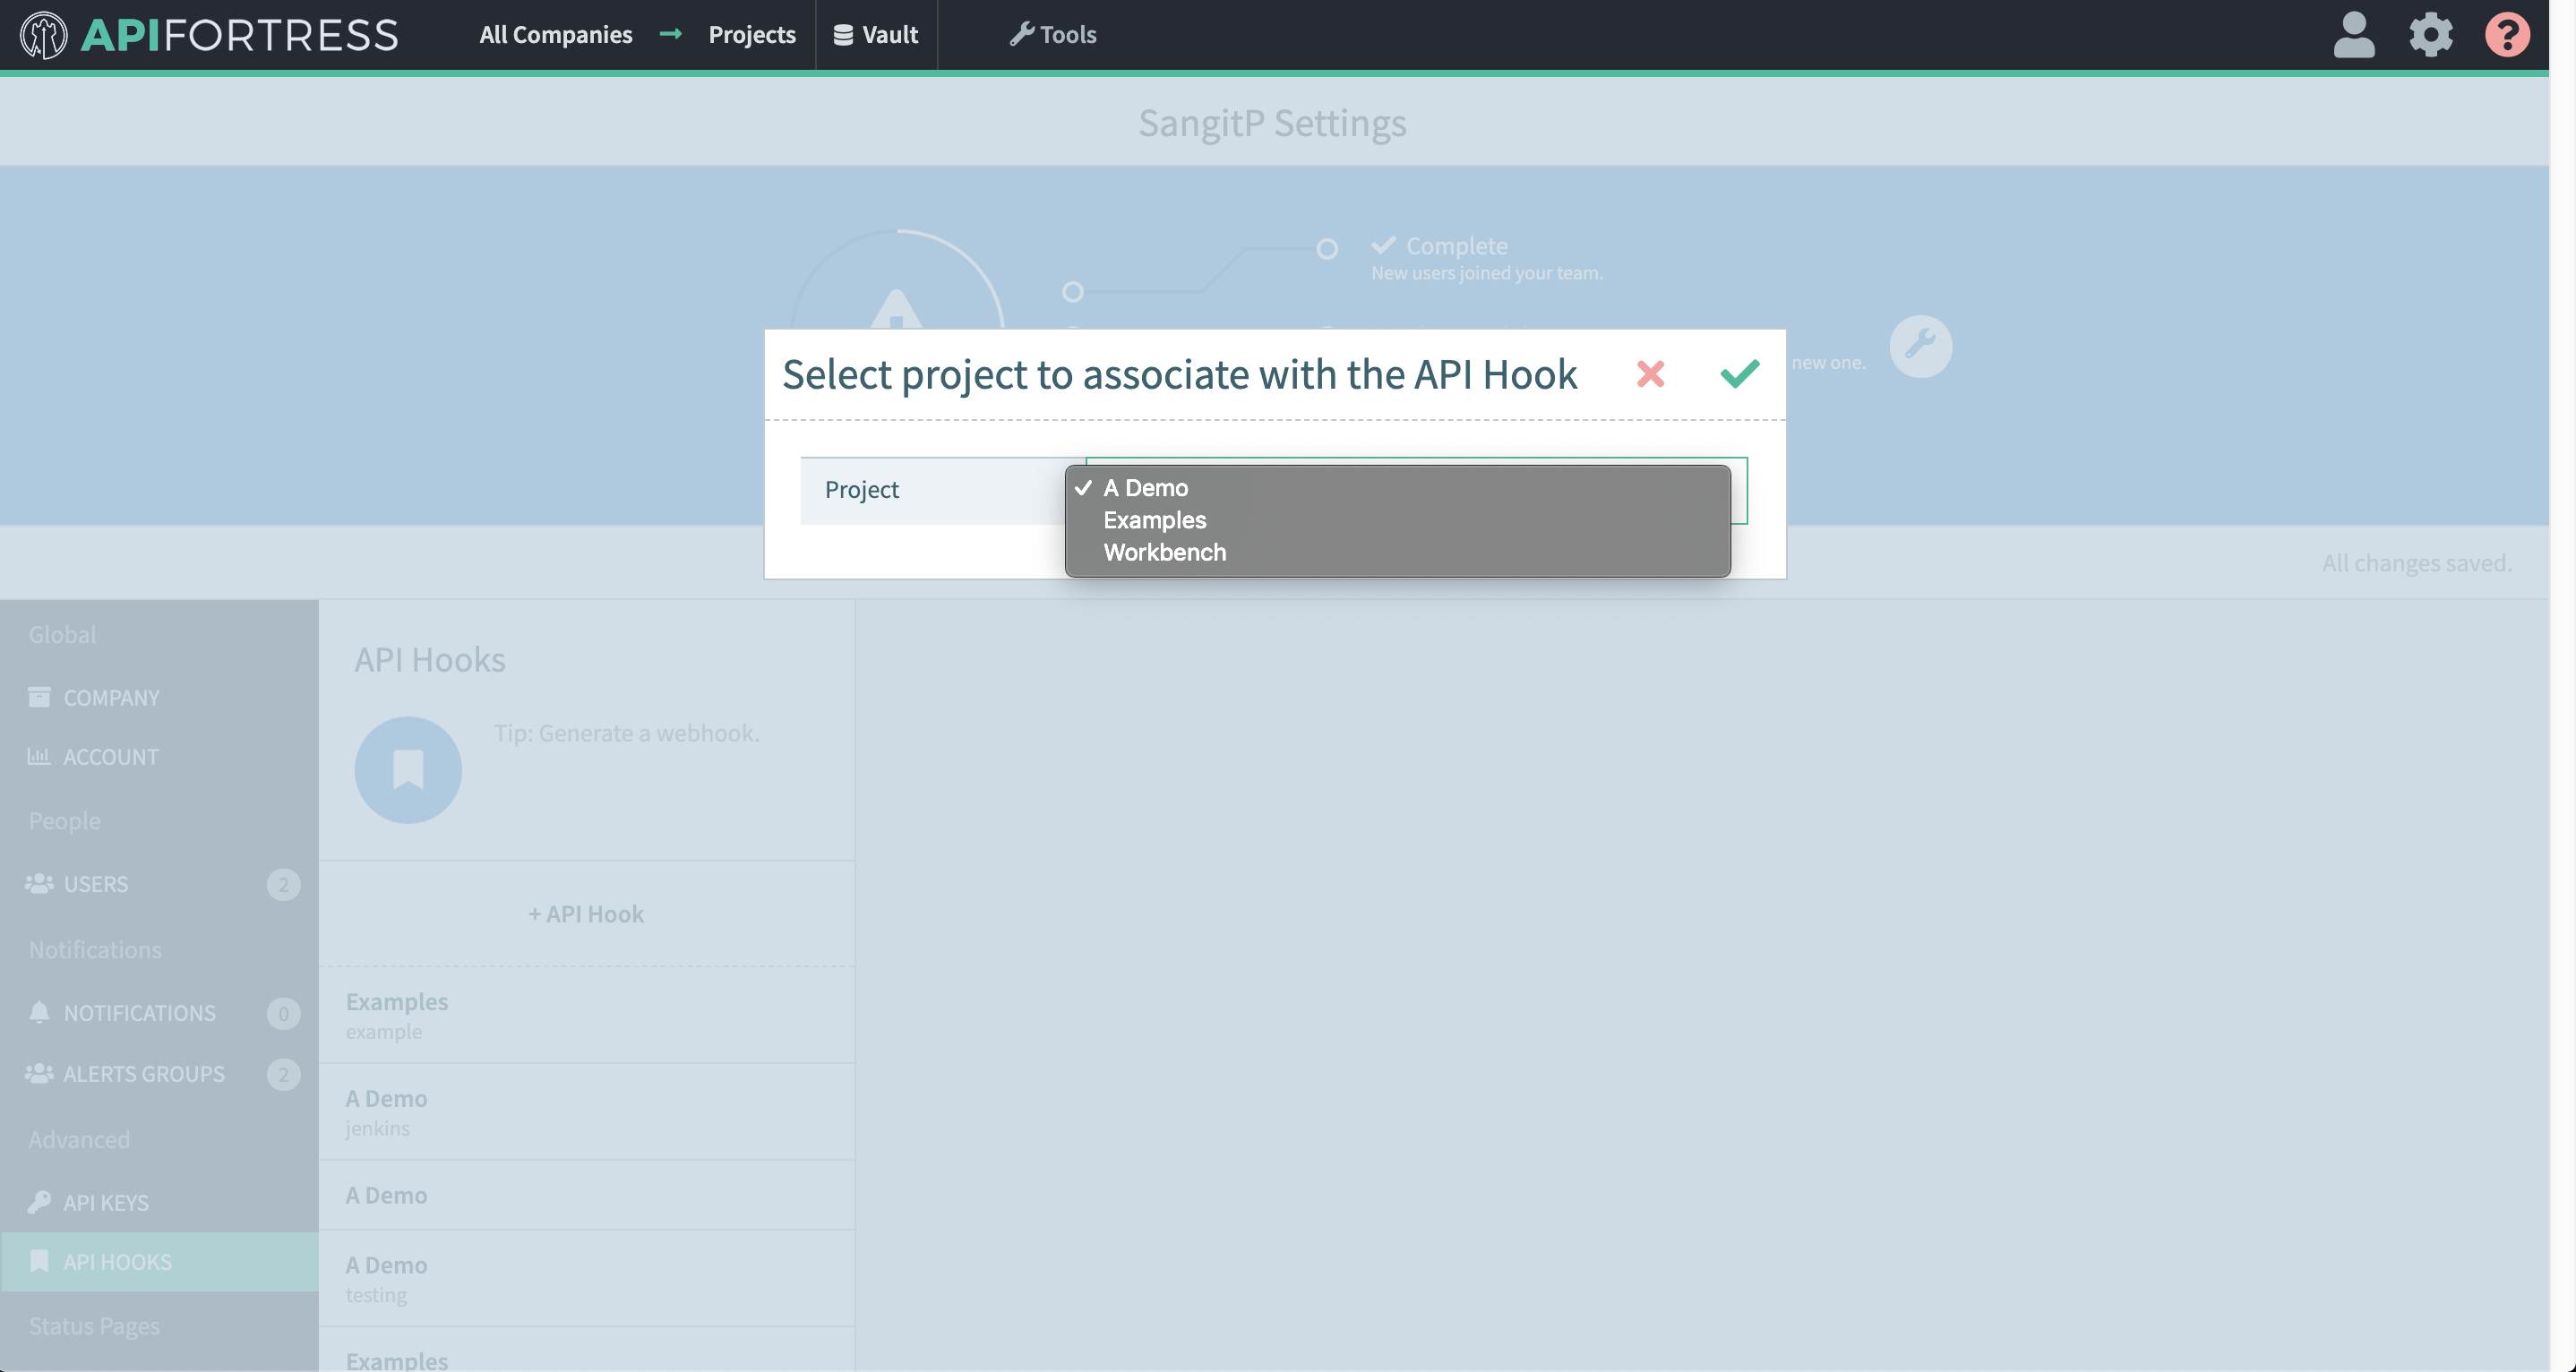 APIFORTRESS
All Companies → Projects Vault Tools ?
SangitP Settings
Complete
New users joined your team.
new one.
Select project to associate with the API Hook
Project
A Demo
Examples
Workbench
All changes saved.
Global
COMPANY
ACCOUNT
People
USERS 2
Notifications
NOTIFICATIONS 0
ALERTS GROUPS 2
Advanced
API KEYS
API HOOKS
Status Pages
API Hooks
Tip: Generate a webhook.
+ API Hook
Examples
example
A Demo
jenkins
A Demo
A Demo
testing
Examples